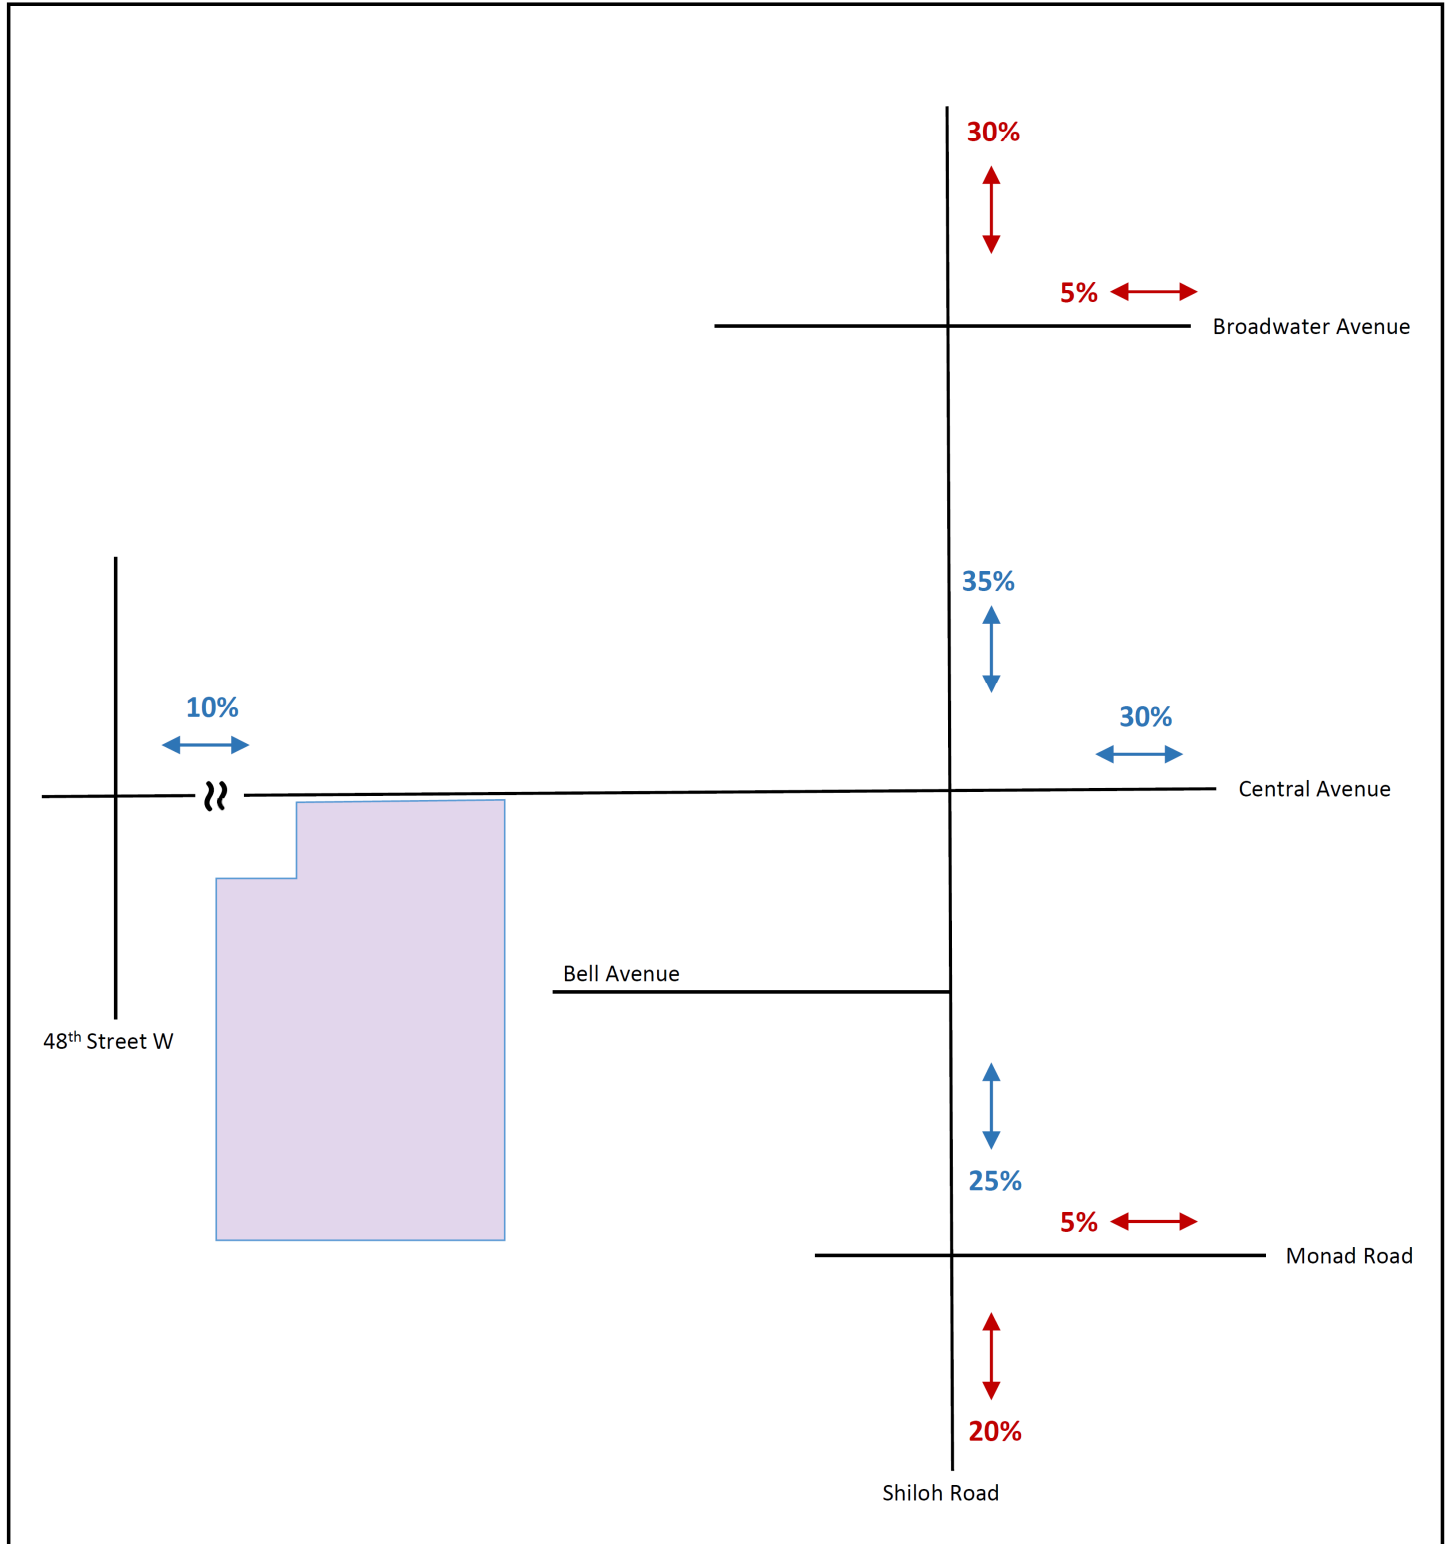 30%
5%
Broadwater Avenue
35%
10%
30%
Central Avenue
Bell Avenue
48th Street W
25%
5%
Monad Road
20%
Shiloh Road